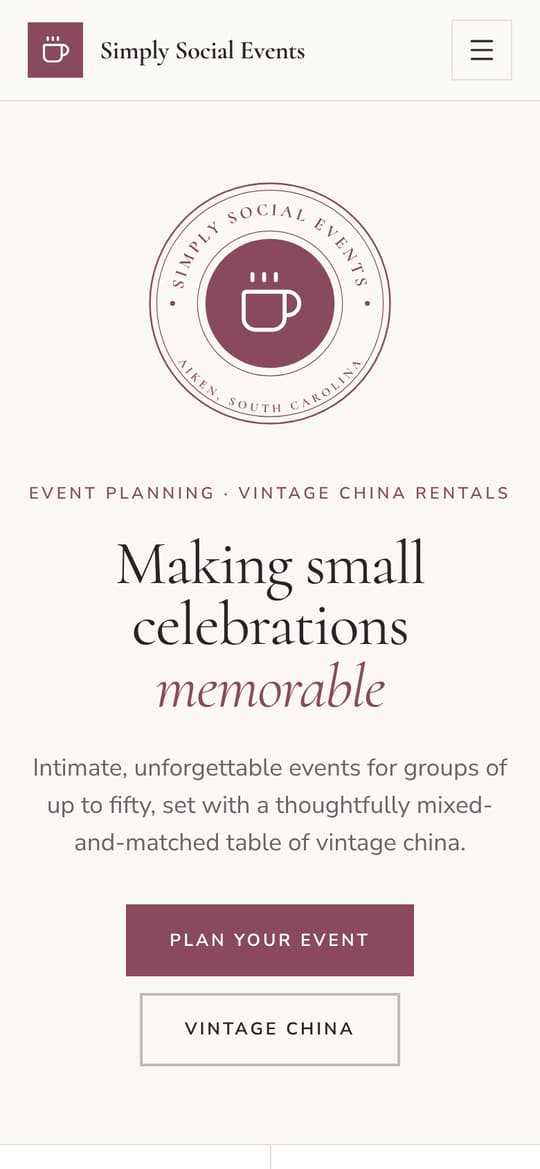 Simply Social Events
SIMPLY SOCIAL EVENTS
AIKEN, SOUTH CAROLINA
EVENT PLANNING · VINTAGE CHINA RENTALS
Making small
celebrations
memorable
Intimate, unforgettable events for groups of
up to fifty, set with a thoughtfully mixed-
and-matched table of vintage china.
PLAN YOUR EVENT
VINTAGE CHINA